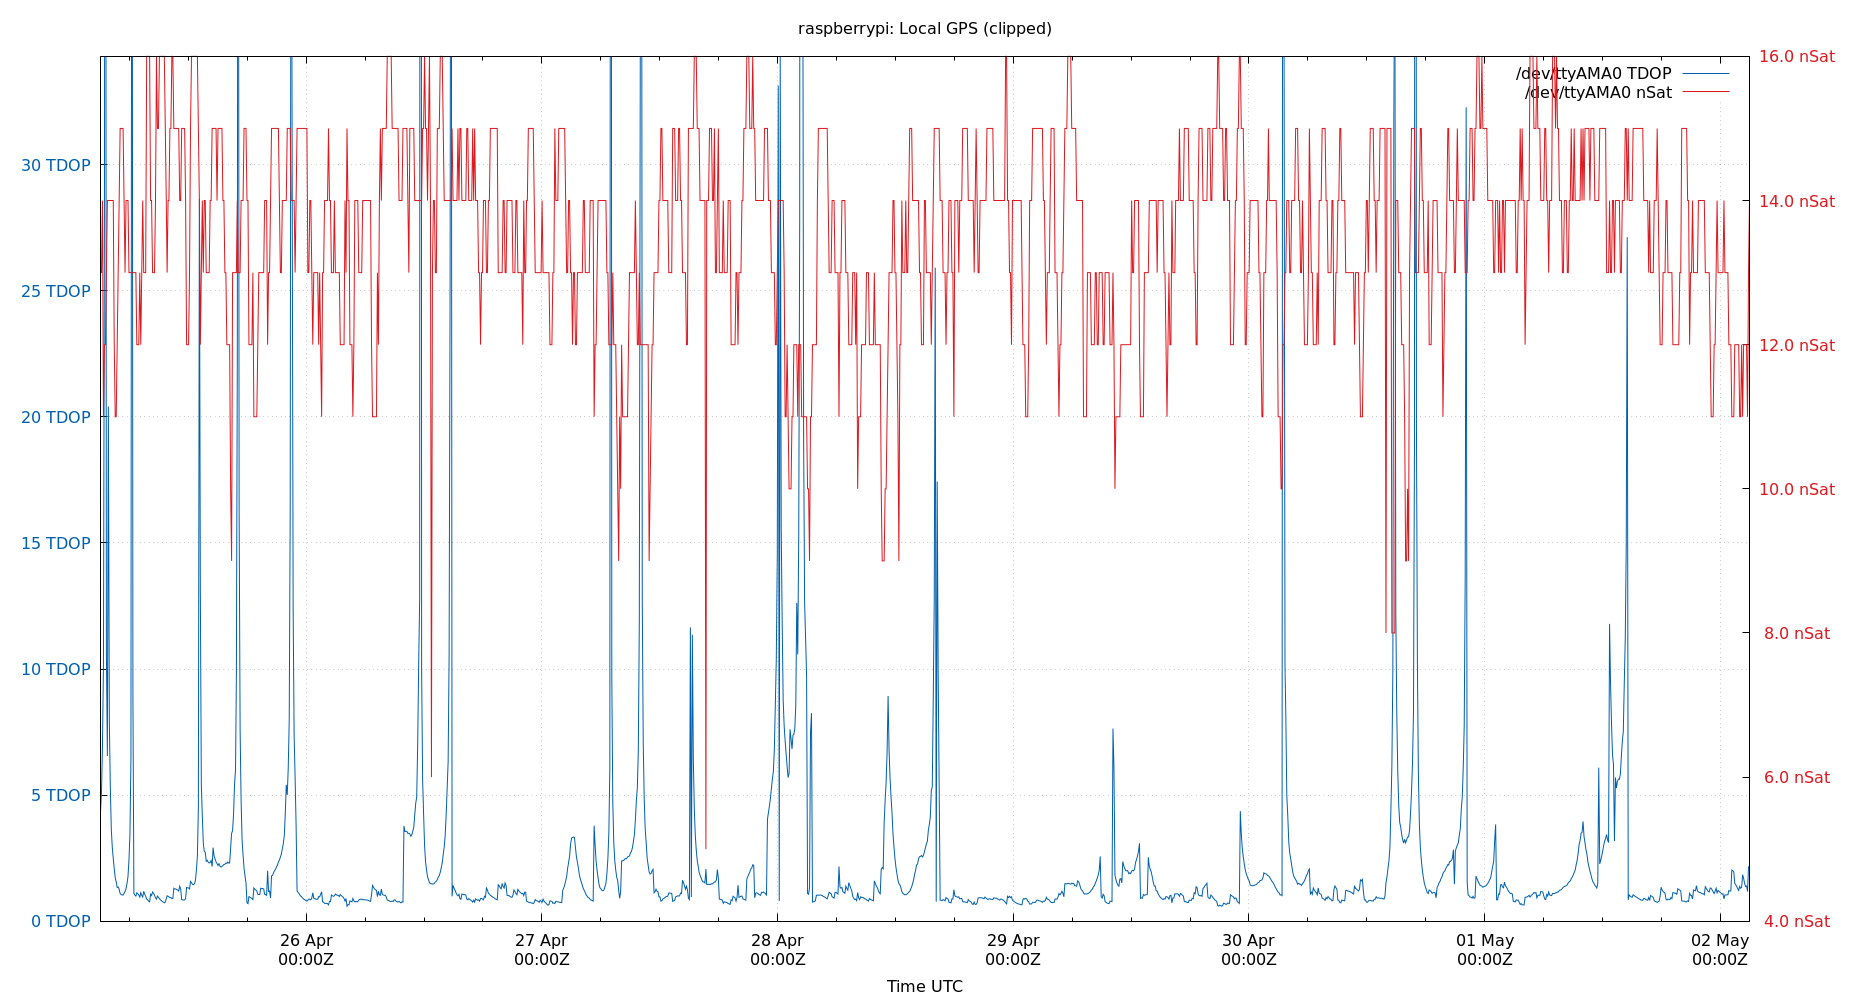 raspberrypi: Local GPS (clipped)
16.0 nSat
/dev/ttyAMA0 TDOP
/dev/ttyAMA0 nSat
30 TDOP
14.0 nSat
25 TDOP
12.0 nSat
20 TDOP
10.0 nSat
15 TDOP
8.0 nSat
10 TDOP
6.0 nSat
5 TDOP
0 TDOP
4.0 nSat
26 Apr
00:00Z
27 Apr
00:00Z
28 Apr
00:00Z
29 Apr
00:00Z
30 Apr
00:00Z
01 May
00:00Z
02 May
00:00Z
Time UTC